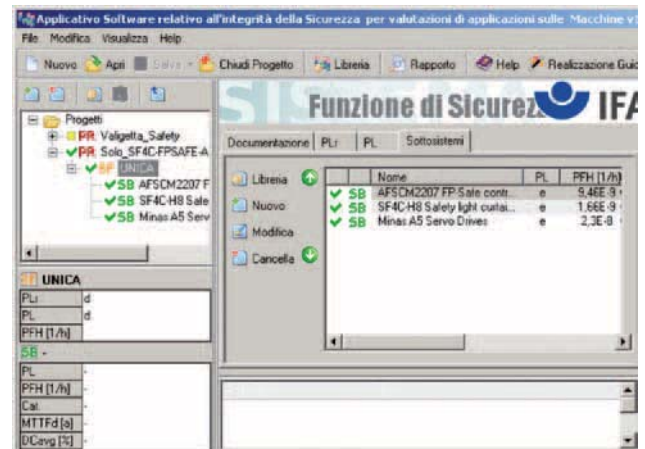 Applicativo Software relativo all'integrità della Sicurezza per valutazioni di applicazioni sulle Macchine
File Modifica Visualizza Help
Nuovo Apri Salva Chiudi Progetto Libreria Rapporto Help Realizzazione Guid
Funzione di Sicurez IFA
Progetti
PR Valigetta_Safety
PR Solo_SF4C-FPSAFE-A
SF UNICA
SB AFSCM2207 F
SB SF4C-H8 Safe
SB Minas A5 Serv
Documentazione PLr PL Sottosistemi
Libreria
Nuovo
Modifica
Cancella
Nome PL PFH [1/h]
SB AFSCM2207 FP-Safe contr... e 9,46E-9
SB SF4C-H8 Safety light curtai... e 1,66E-9
SB Minas A5 Servo Drives e 2,3E-8
UNICA
PLr d
PL d
PFH [1/h]
SB -
PL -
PFH [1/h] -
Cat. -
MTTFd [a] -
DCavg [%] -